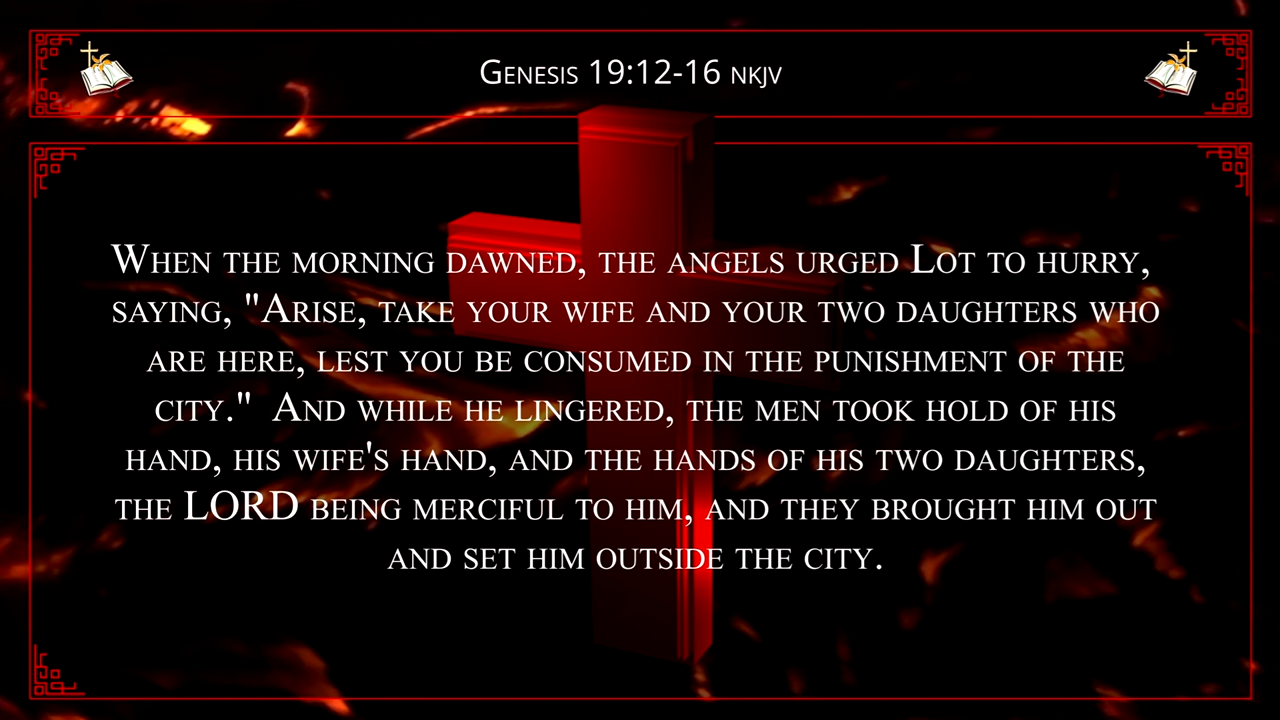 Genesis 19:12-16 NKJV
When the morning dawned, the angels urged Lot to hurry,
saying, "Arise, take your wife and your two daughters who
are here, lest you be consumed in the punishment of the
city."  And while he lingered, the men took hold of his
hand, his wife's hand, and the hands of his two daughters,
the LORD being merciful to him, and they brought him out
and set him outside the city.